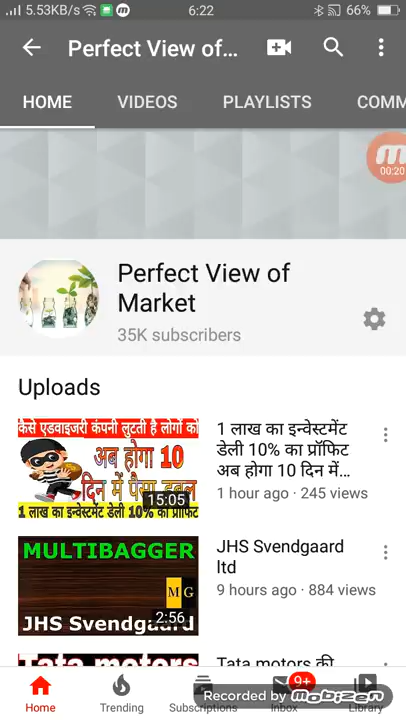 5.53KB/s
6:22
66%
Perfect View of...
HOME
VIDEOS
PLAYLISTS
COMM
00:20
Perfect View of
Market
35K subscribers
Uploads
कैसे एडवाइजरी कंपनी लुटती है लोगों को
अब होगा 10
दिन में पैसा डबल
15:05
1 लाख का इन्वेस्टमेंट डेली 10% का प्रॉफिट
1 लाख का इन्वेस्टमेंट
डेली 10% का प्रॉफिट
अब होगा 10 दिन में...
1 hour ago · 245 views
MULTIBAGGER
M G
2:56
JHS Svendgaard
JHS Svendgaard
ltd
9 hours ago · 884 views
Tata motors
Tata motors की
9+
Home
Trending
Subscriptions
Inbox
Library
Recorded by mobizen